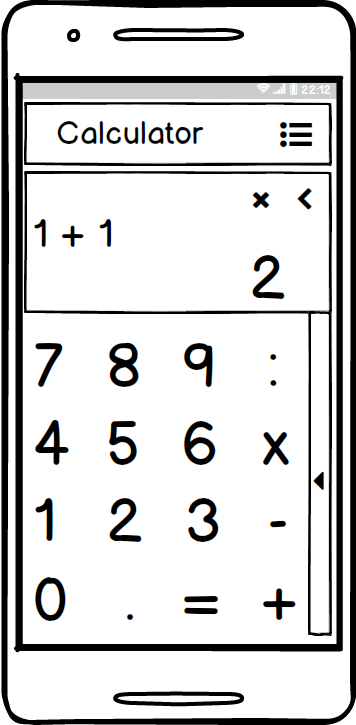 22:12
Calculator
× <
1 + 1
2
7 8 9 :
4 5 6 x
1 2 3 -
0 . = +